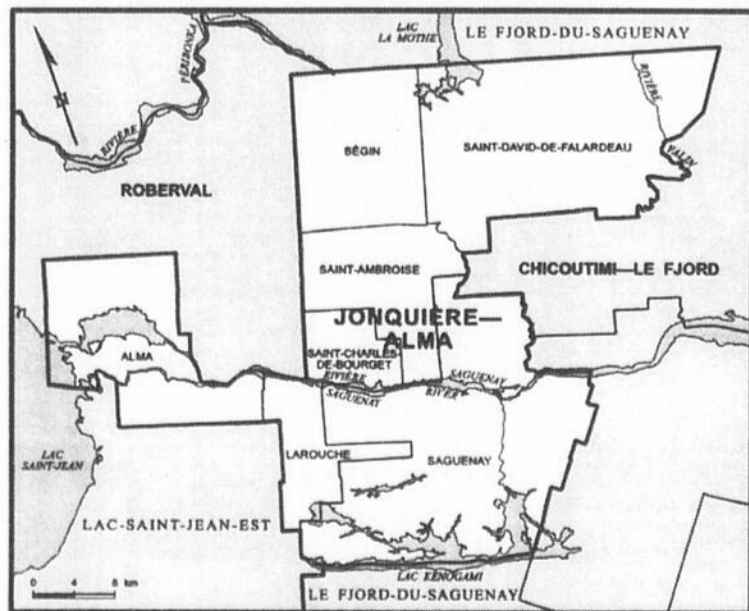 LAC
LA MOTHE
LE FJORD-DU-SAGUENAY
PÉRIBONKA
RIVIÈRE
N
RIVIÈRE
VALIN
BÉGIN
SAINT-DAVID-DE-FALARDEAU
ROBERVAL
SAINT-AMBROISE
CHICOUTIMI—LE FJORD
JONQUIÈRE—
ALMA
SAINT-CHARLES-
DE-BOURGET
ALMA
RIVIÈRE
SAGUENAY
SAGUENAY
RIVER
LAC
SAINT-JEAN
LAROUCHE
SAGUENAY
LAC-SAINT-JEAN-EST
LAC KÉNOGAMI
LE FJORD-DU-SAGUENAY
0 4 8 km